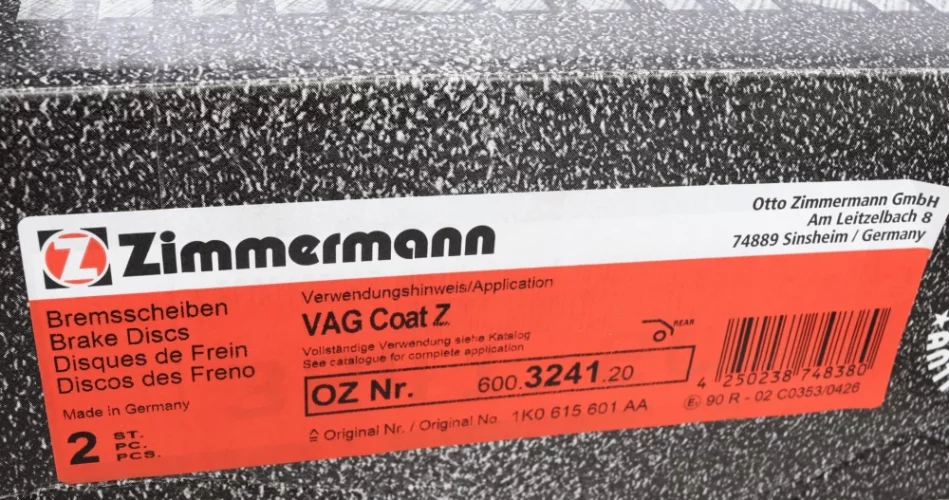 Zimmermann
Otto Zimmermann GmbH
Am Leitzelbach 8
74889 Sinsheim / Germany
Bremsscheiben
Brake Discs
Disques de Frein
Discos des Freno
Made in Germany
2 ST.
PC.
PCS.
Verwendungshinweis/Application
VAG Coat Z
Vollständige Verwendung siehe Katalog
See catalogue for complete application
REAR
OZ Nr. 600.3241.20
≙ Original Nr. / Original No. 1K0 615 601 AA
4 250238 748380
E1 90 R - 02 C0353/0426